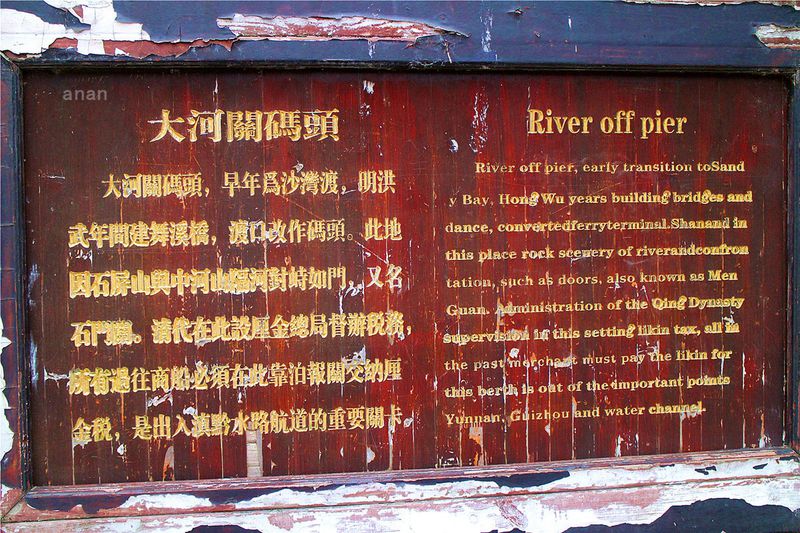 anan
大河關碼頭
大河關碼頭，早年爲沙灣渡，明洪
武年間建舞溪橋，渡口改作碼頭。此地
因石屏山與中河山隔河對峙如門，又名
石門關。清代在此設厘金總局督辦税務，
所有過往商船必須在此靠泊報關交納厘
金税，是出入滇黔水路航道的重要關卡
River off pier
River off pier, early transition toSand
y Bay, Hong Wu years building bridges and
dance, convertedferryterminal.Shanand in
this place rock scenery of riverandconfron
tation, such as doors, also known as Men
Guan. Administration of the Qing Dynasty
supervision in this setting likin tax, all in
the past merchant must pay the likin for
this berth is out of the important points
Yunnan, Guizhou and water channel.